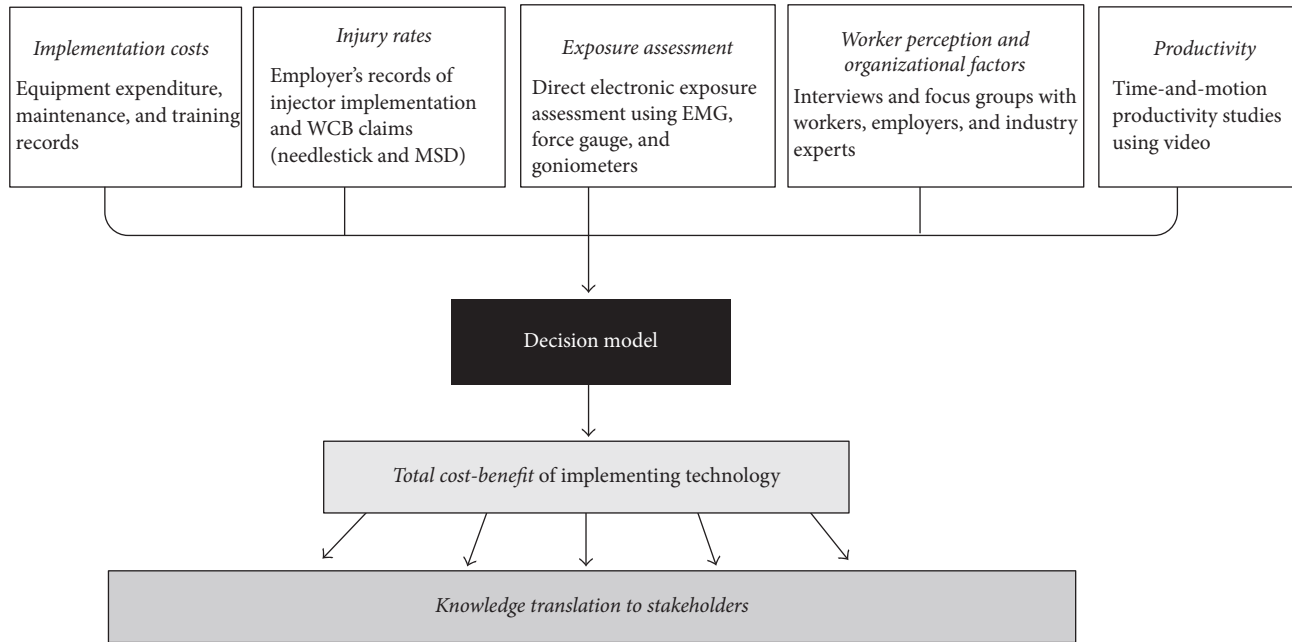 Implementation costs
Equipment expenditure,
maintenance, and training
records
Injury rates
Employer's records of
injector implementation
and WCB claims
(needlestick and MSD)
Exposure assessment
Direct electronic exposure
assessment using EMG,
force gauge, and
goniometers
Worker perception and
organizational factors
Interviews and focus groups with
workers, employers, and industry
experts
Productivity
Time-and-motion
productivity studies
using video
Decision model
Total cost-benefit of implementing technology
Knowledge translation to stakeholders